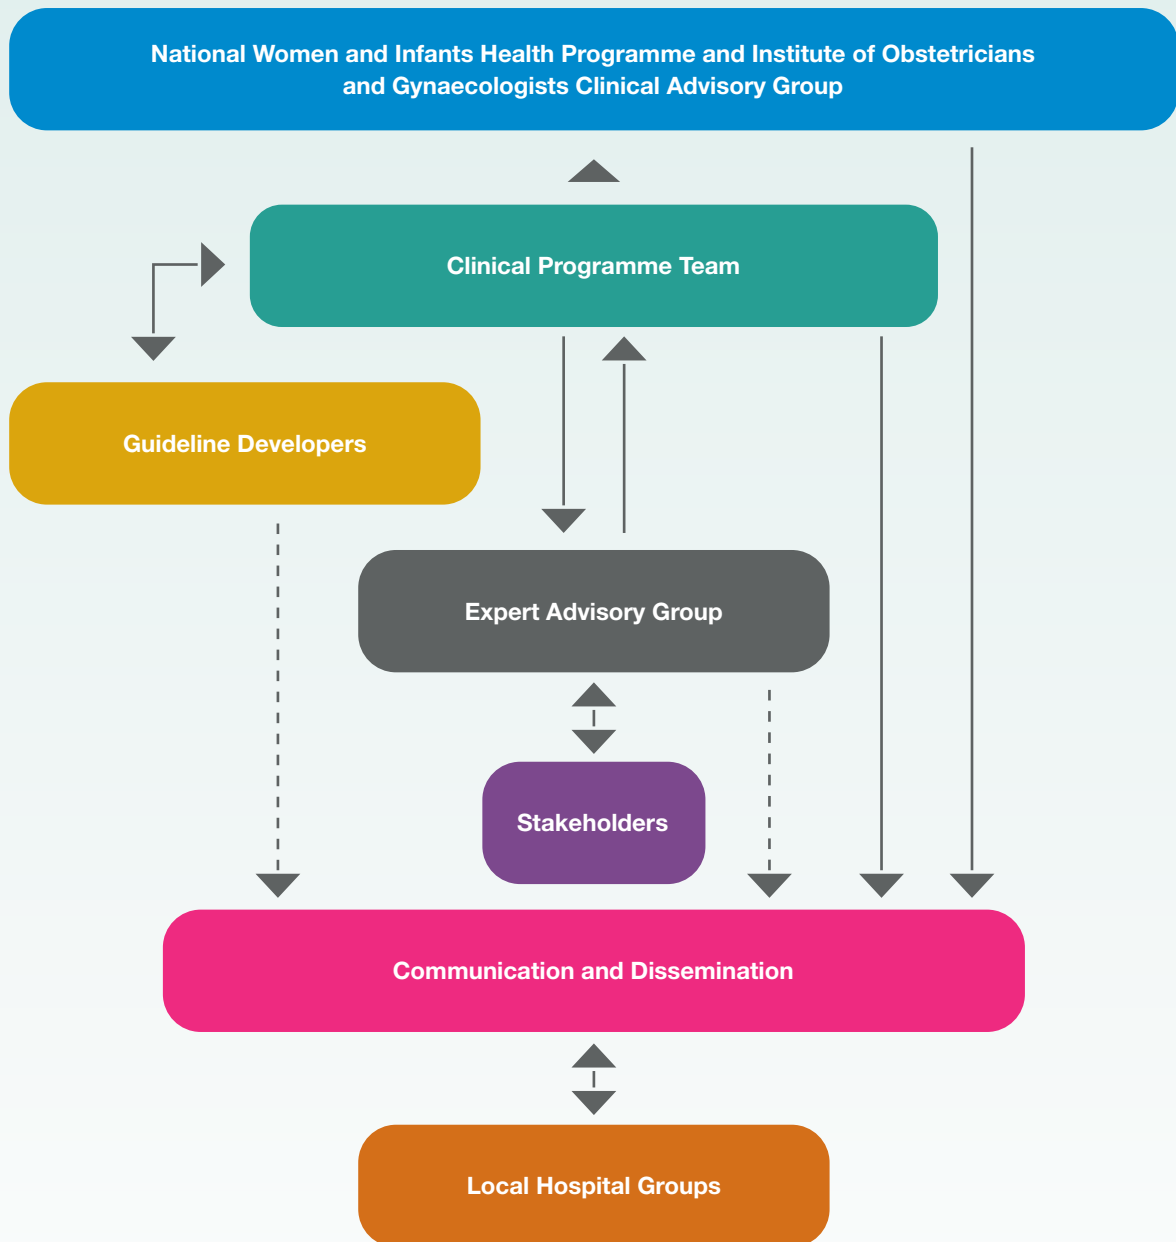 National Women and Infants Health Programme and Institute of Obstetricians
and Gynaecologists Clinical Advisory Group
Clinical Programme Team
Guideline Developers
Expert Advisory Group
Stakeholders
Communication and Dissemination
Local Hospital Groups